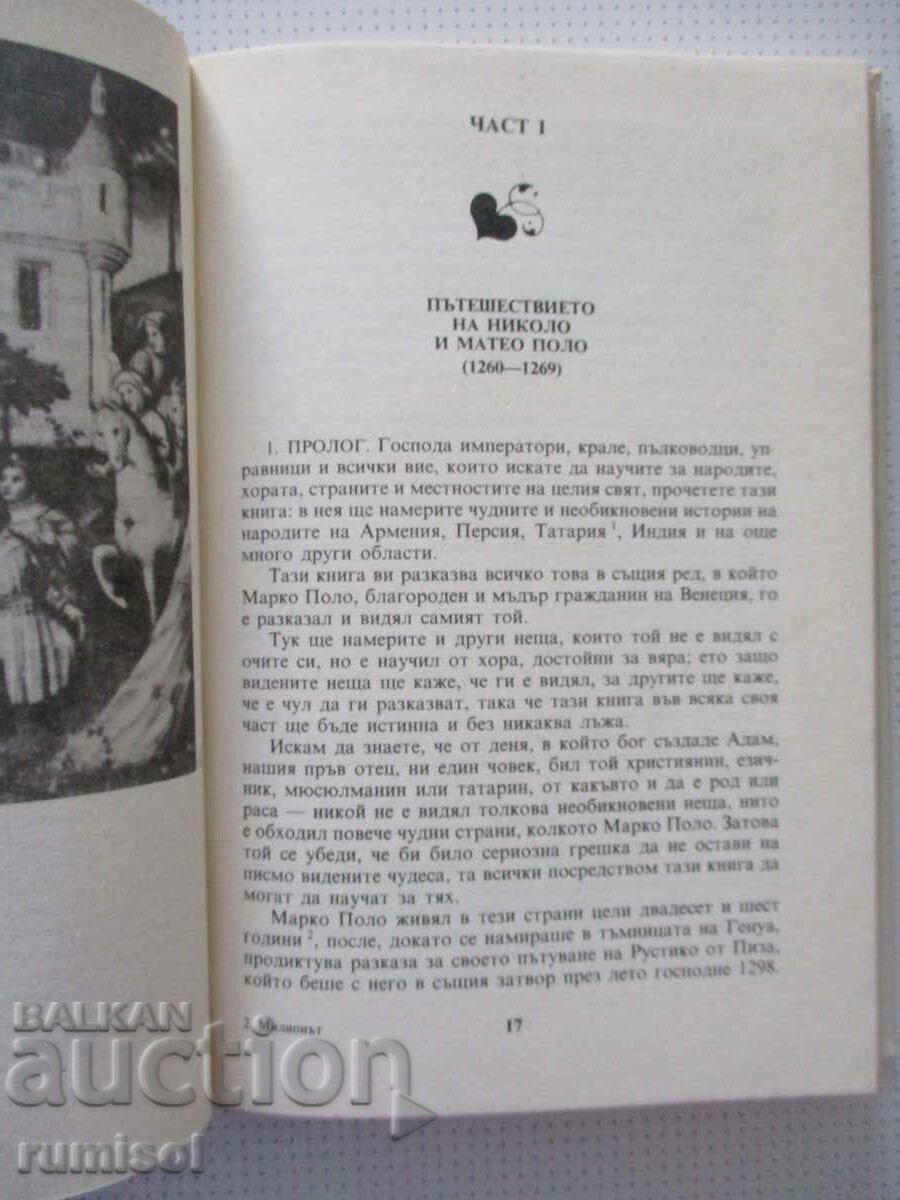 ЧАСТ I
ПЪТЕШЕСТВИЕТО
НА НИКОЛО
И МАТЕО ПОЛО
(1260—1269)
1. ПРОЛОГ. Господа императори, крале, пълководци, уп-
равници и всички вие, които искате да научите за народите,
хората, страните и местностите на целия свят, прочетете тази
книга: в нея ще намерите чудните и необикновени истории на
народите на Армения, Персия, Татария 1, Индия и на още
много други области.
Тази книга ви разказва всичко това в същия ред, в който
Марко Поло, благороден и мъдър гражданин на Венеция, го
е разказал и видял самият той.
Тук ще намерите и други неща, които той не е видял с
очите си, но е научил от хора, достойни за вяра; ето защо
видените неща ще каже, че ги е видял, за другите ще каже,
че е чул да ги разказват, така че тази книга във всяка своя
част ще бъде истинна и без никаква лъжа.
Искам да знаете, че от деня, в който бог създаде Адам,
нашия пръв отец, ни един човек, бил той християнин, езич-
ник, мюсюлманин или татарин, от какъвто и да е род или
раса — никой не е видял толкова необикновени неща, нито
е обходил повече чудни страни, колкото Марко Поло. Затова
той се убеди, че би било сериозна грешка да не остави на
писмо видените чудеса, та всички посредством тази книга да
могат да научат за тях.
Марко Поло живял в тези страни цели двадесет и шест
години 2, после, докато се намираше в тъмницата на Генуа,
продиктува разказа за своето пътуване на Рустико от Пиза,
който беше с него в същия затвор през лето господне 1298.
2 Милионът 17
BALKAN
auction
rumisol